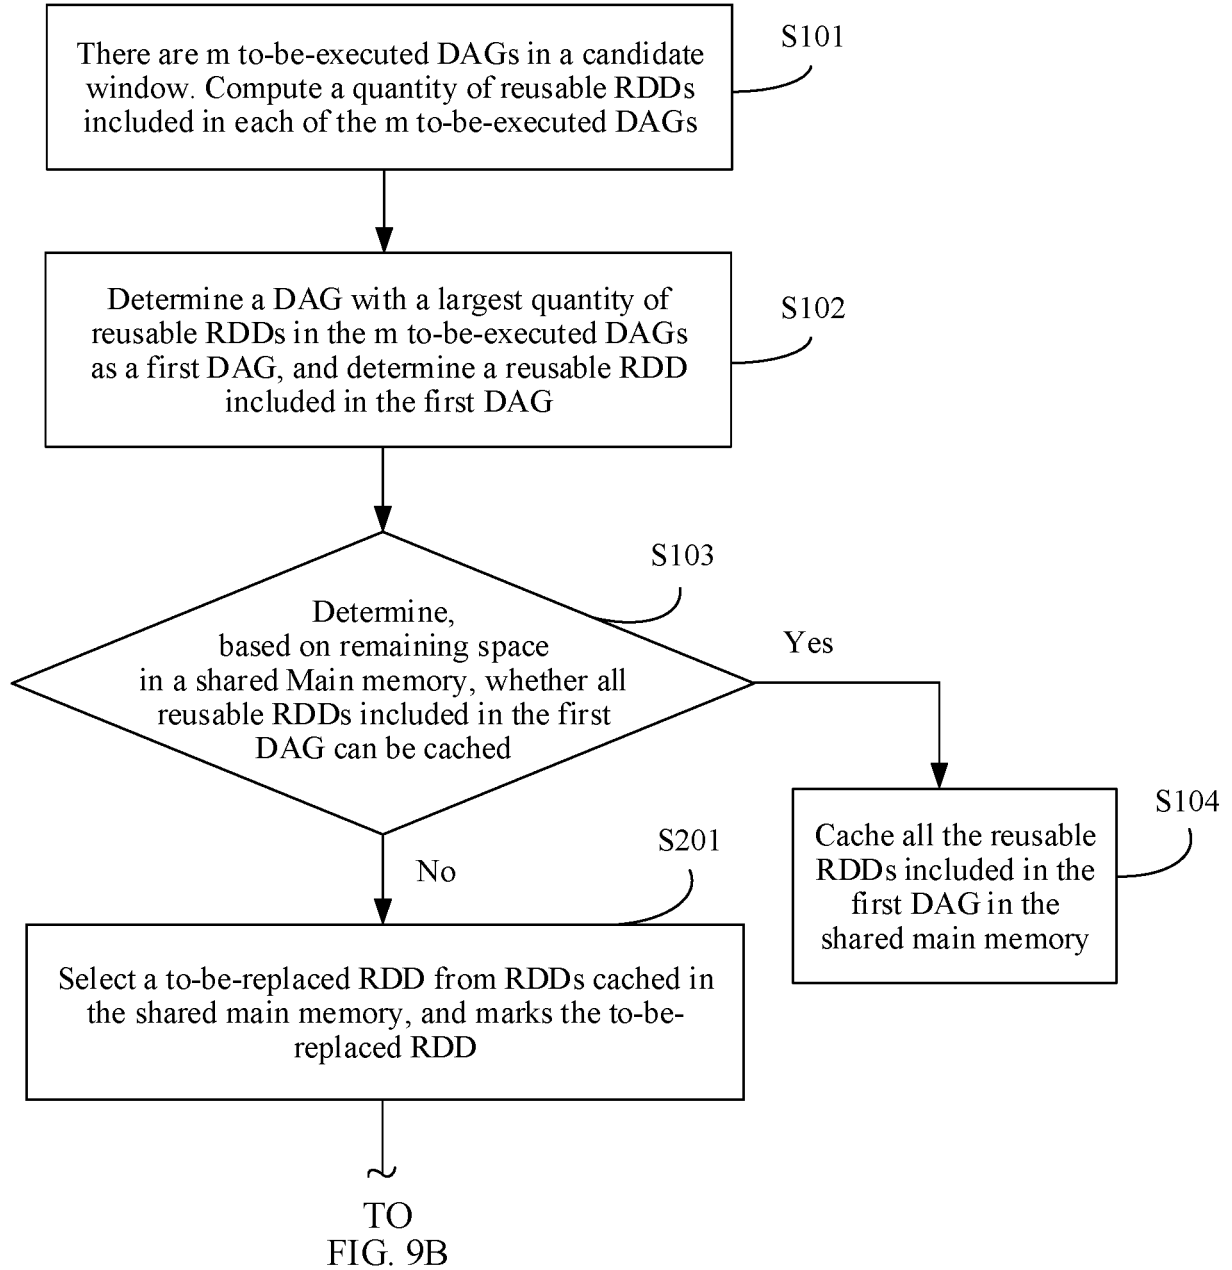 There are m to-be-executed DAGs in a candidate
window. Compute a quantity of reusable RDDs
included in each of the m to-be-executed DAGs
S101
Determine a DAG with a largest quantity of
reusable RDDs in the m to-be-executed DAGs
as a first DAG, and determine a reusable RDD
included in the first DAG
S102
S103
Determine,
based on remaining space
in a shared Main memory, whether all
reusable RDDs included in the first
DAG can be cached
Yes
S104
Cache all the reusable
RDDs included in the
first DAG in the
shared main memory
No
S201
Select a to-be-replaced RDD from RDDs cached in
the shared main memory, and marks the to-be-
replaced RDD
TO
FIG. 9B